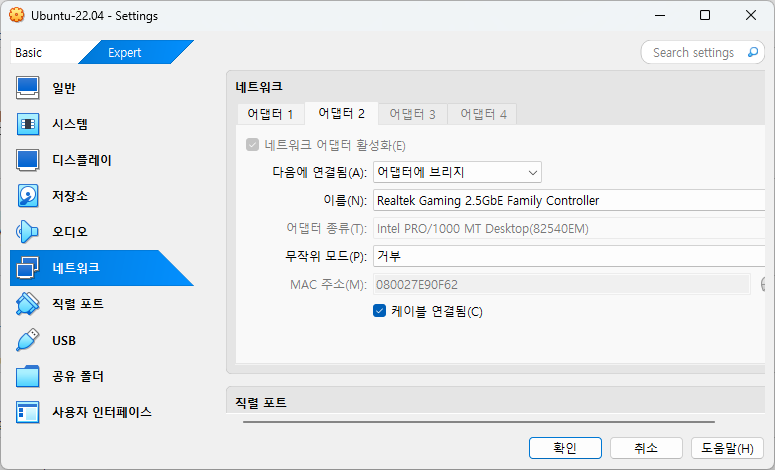 Ubuntu-22.04 - Settings
Basic
Expert
Search settings
일반
시스템
디스플레이
저장소
오디오
네트워크
직렬 포트
USB
공유 폴더
사용자 인터페이스
네트워크
어댑터 1
어댑터 2
어댑터 3
어댑터 4
네트워크 어댑터 활성화(E)
다음에 연결됨(A): 어댑터에 브리지
이름(N): Realtek Gaming 2.5GbE Family Controller
어댑터 종류(T): Intel PRO/1000 MT Desktop(82540EM)
무작위 모드(P): 거부
MAC 주소(M): 080027E90F62
케이블 연결됨(C)
직렬 포트
확인
취소
도움말(H)